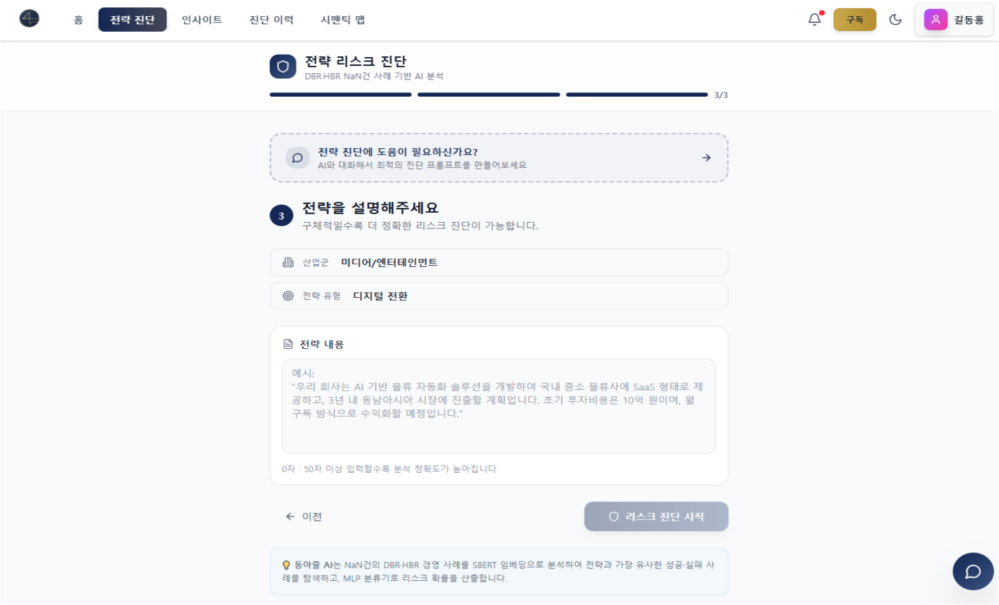 홈
전략 진단
인사이트
진단 이력
시맨틱 맵
구독
길동홍
전략 리스크 진단
DBR·HBR NaN건 사례 기반 AI 분석
3/3
전략 진단에 도움이 필요하신가요?
AI와 대화해서 최적의 진단 프롬프트를 만들어보세요
3
전략을 설명해주세요
구체적일수록 더 정확한 리스크 진단이 가능합니다.
산업군 미디어/엔터테인먼트
전략 유형 디지털 전환
전략 내용
예시:
"우리 회사는 AI 기반 물류 자동화 솔루션을 개발하여 국내 중소 물류사에 SaaS 형태로 제
공하고, 3년 내 동남아시아 시장에 진출할 계획입니다. 초기 투자비용은 10억 원이며, 월
구독 방식으로 수익화할 예정입니다."
0자 · 50자 이상 입력할수록 분석 정확도가 높아집니다
이전
리스크 진단 시작
동아줄 AI는 NaN건의 DBR·HBR 경영 사례를 SBERT 임베딩으로 분석하여 전략과 가장 유사한 성공·실패 사
례를 탐색하고, MLP 분류기로 리스크 확률을 산출합니다.